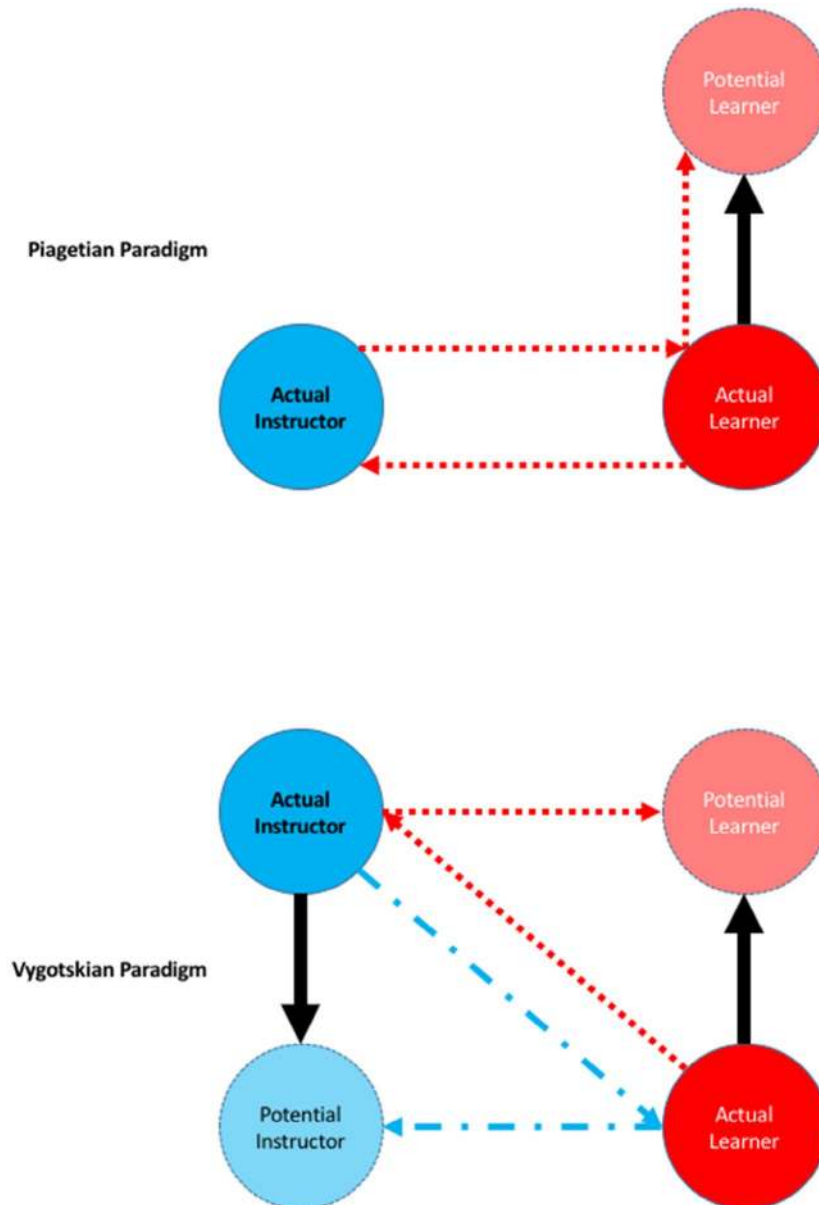 Potential
Learner
Piagetian Paradigm
Actual
Instructor
Actual
Learner
Actual
Instructor
Potential
Learner
Vygotskian Paradigm
Potential
Instructor
Actual
Learner